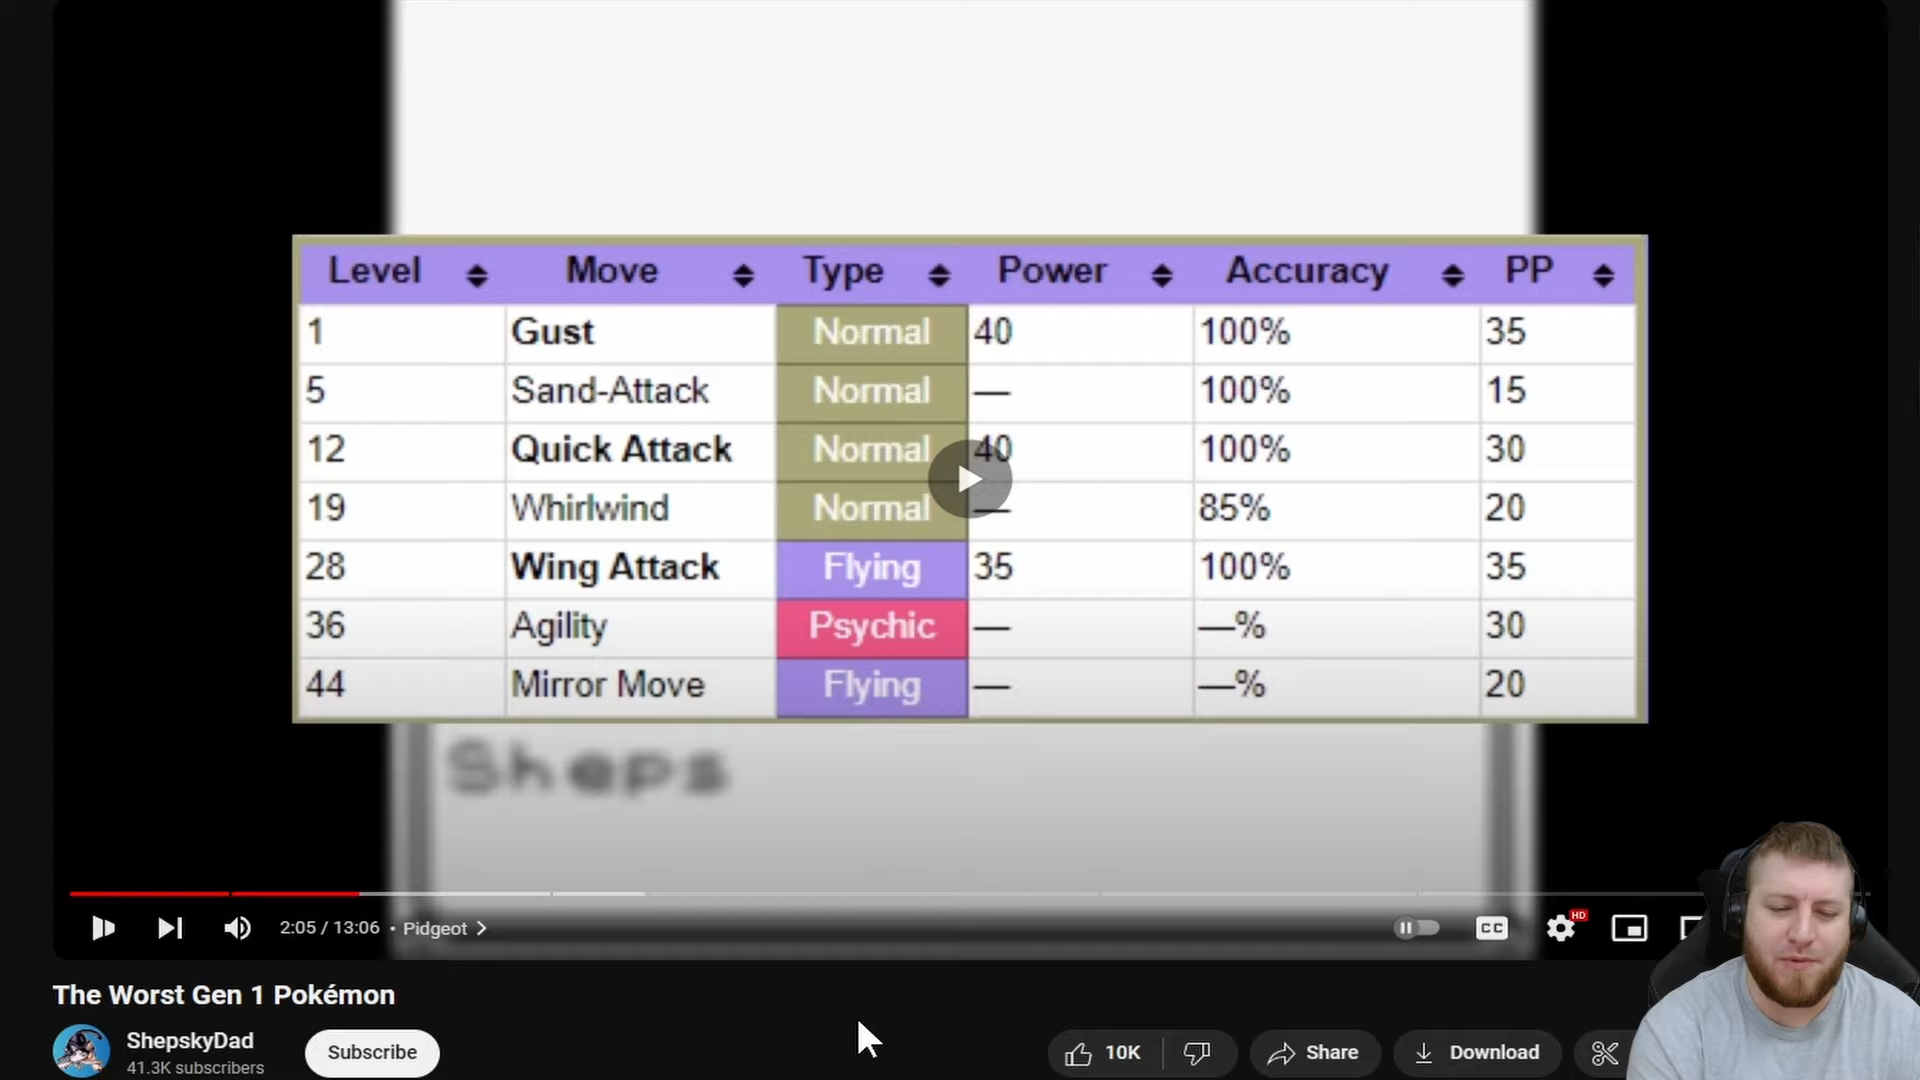 Level Move Type Power Accuracy PP
1 Gust Normal 40 100% 35
5 Sand-Attack Normal — 100% 15
12 Quick Attack Normal 40 100% 30
19 Whirlwind Normal — 85% 20
28 Wing Attack Flying 35 100% 35
36 Agility Psychic — —% 30
44 Mirror Move Flying — —% 20
Sheps
2:05 / 13:06 • Pidgeot
CC HD
The Worst Gen 1 Pokémon
ShepskyDad
41.3K subscribers
Subscribe
10K
Share
Download